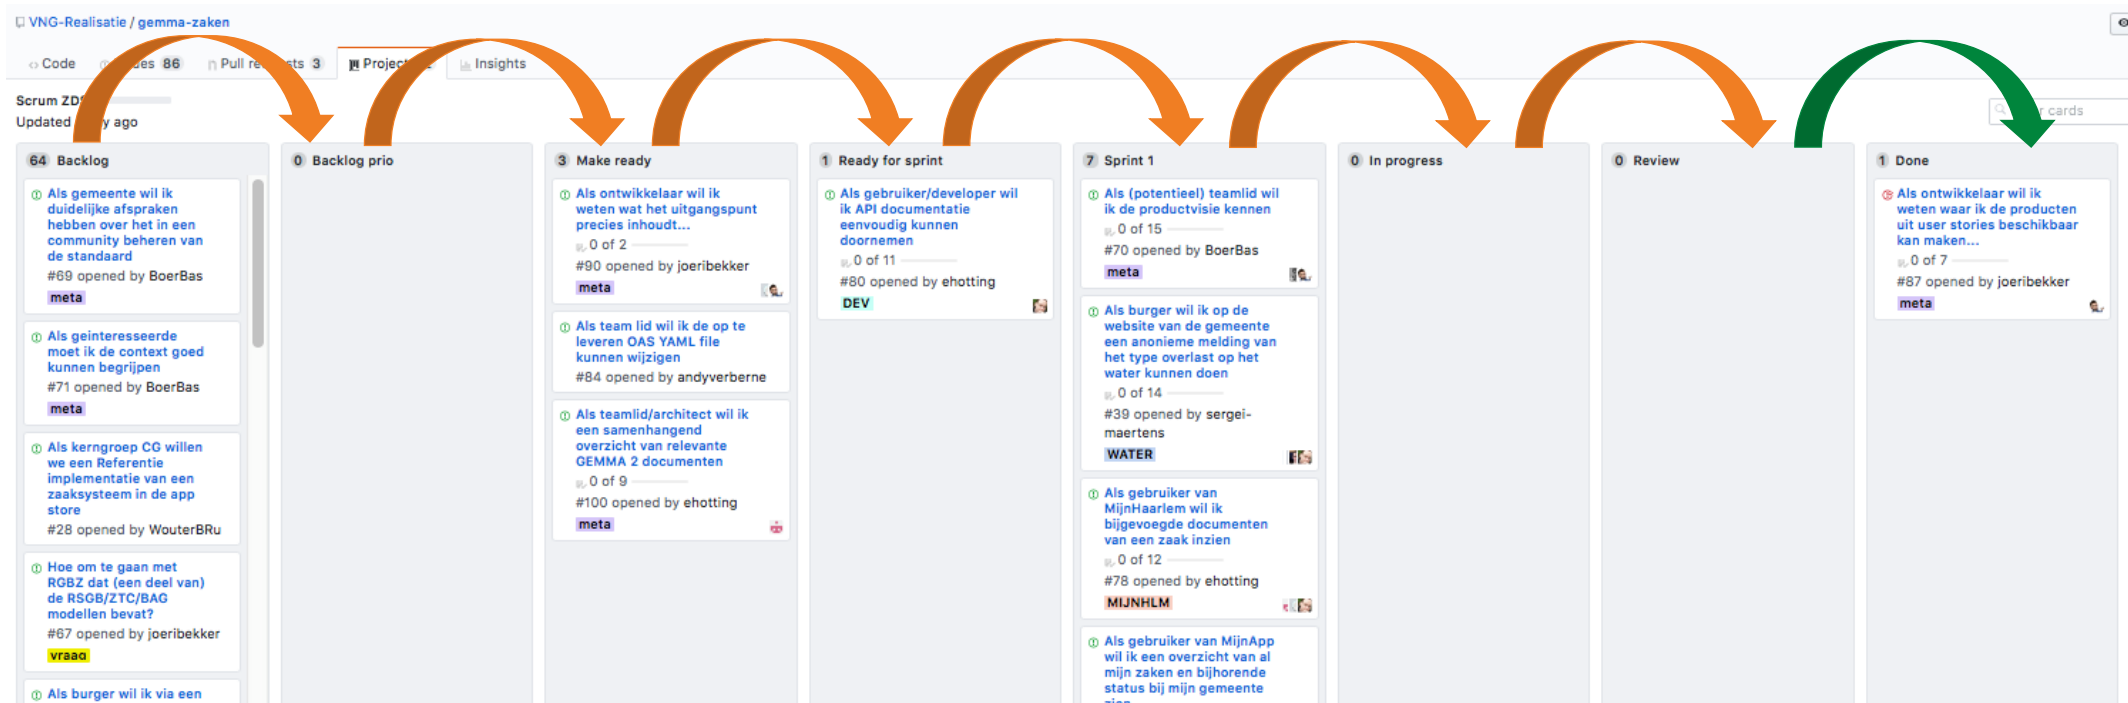 VNG-Realisatie / gemma-zaken
Code
86
Pull
sts 3
Project
Insights
Scrum
Updated
ago
cards
64 Backlog
Als gemeente wil ik
duidelijke afspraken
hebben over het in een
community beheren van
de standaard
#69 opened by BoerBas
meta
Als geinteresseerde
moet ik de context goed
kunnen begrijpen
#71 opened by BoerBas
meta
Als kerngroep CG willen
we een Referentie
implementatie van een
zaaksysteem in de app
store
#28 opened by WouterBRu
Hoe om te gaan met
RGBZ dat (een deel van)
de RSGB/ZTC/BAG
modellen bevat?
#67 opened by joeribekker
vraag
Als burger wil ik via een
0 Backlog prio
3 Make ready
Als ontwikkelaar wil ik
weten wat het uitgangspunt
precies inhoudt...
0 of 2
#90 opened by joeribekker
meta
Als team lid wil ik de op te
leveren OAS YAML file
kunnen wijzigen
#84 opened by andyverberne
Als teamlid/architect wil ik
een samenhangend
overzicht van relevante
GEMMA 2 documenten
0 of 9
#100 opened by ehotting
meta
1 Ready for sprint
Als gebruiker/developer wil
ik API documentatie
eenvoudig kunnen
doornemen
0 of 11
#80 opened by ehotting
DEV
7 Sprint 1
Als (potentieel) teamlid wil
ik de productvisie kennen
0 of 15
#70 opened by BoerBas
meta
Als burger wil ik op de
website van de gemeente
een anonieme melding van
het type overlast op het
water kunnen doen
0 of 14
#39 opened by sergei-
maertens
WATER
Als gebruiker van
MijnHaarlem wil ik
bijgevoegde documenten
van een zaak inzien
0 of 12
#78 opened by ehotting
MIJNHLM
Als gebruiker van MijnApp
wil ik een overzicht van al
mijn zaken en bijhorende
status bij mijn gemeente
0 In progress
0 Review
1 Done
Als ontwikkelaar wil ik
weten waar ik de producten
uit user stories beschikbaar
kan maken...
0 of 7
#87 opened by joeribekker
meta